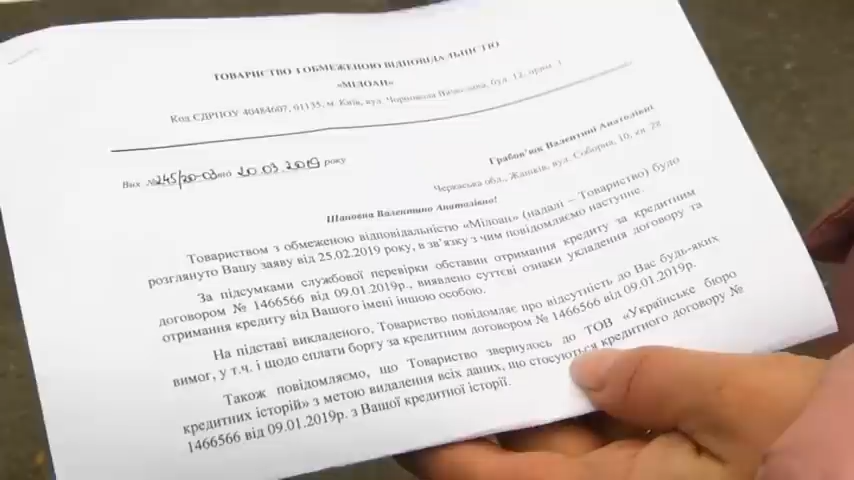 ТОВАРИСТВО З ОБМЕЖЕНОЮ ВІДПОВІДАЛЬНІСТЮ
«МІЛОАН»
Код ЄДРПОУ 40484607, 01135, м. Київ, вул. Чорновола Вячеслава, буд. 12, прим. 1
Вих №245/20-03 від 20.03.2019 року
Грабов'юк Валентині Анатоліївні
Черкаська обл., Жашків, вул. Соборна, 10, кв. 28
Шановна Валентино Анатоліївно!
Товариством з обмеженою відповідальністю «Мілоан» (надалі – Товариство) було
розглянуто Вашу заяву від 25.02.2019 року, в зв'язку з чим повідомляємо наступне.
За підсумками службової перевірки обставин отримання кредиту за кредитним
договором № 1466566 від 09.01.2019р., виявлено суттєві ознаки укладення договору та
отримання кредиту від Вашого імені іншою особою.
На підставі викладеного, Товариство повідомляє про відсутність до Вас будь-яких
вимог, у т.ч. і щодо сплати боргу за кредитним договором № 1466566 від 09.01.2019р.
Також повідомляємо, що Товариство звернулось до ТОВ «Українське бюро
кредитних історій» з метою видалення всіх даних, що стосуються кредитного договору №
1466566 від 09.01.2019р. з Вашої кредитної історії.